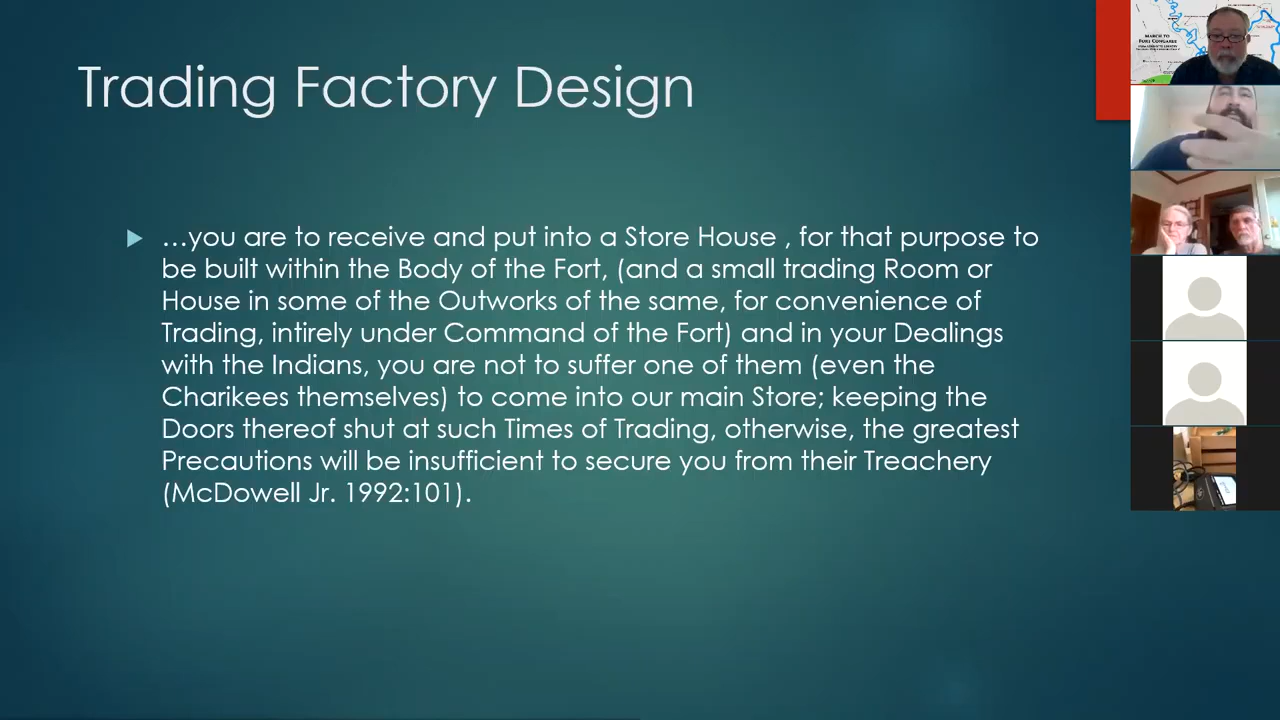 Trading Factory Design
…you are to receive and put into a Store House , for that purpose to
be built within the Body of the Fort, (and a small trading Room or
House in some of the Outworks of the same, for convenience of
Trading, intirely under Command of the Fort) and in your Dealings
with the Indians, you are not to suffer one of them (even the
Charikees themselves) to come into our main Store; keeping the
Doors thereof shut at such Times of Trading, otherwise, the greatest
Precautions will be insufficient to secure you from their Treachery
(McDowell Jr. 1992:101).
MARCH TO
FORT CONGAREE